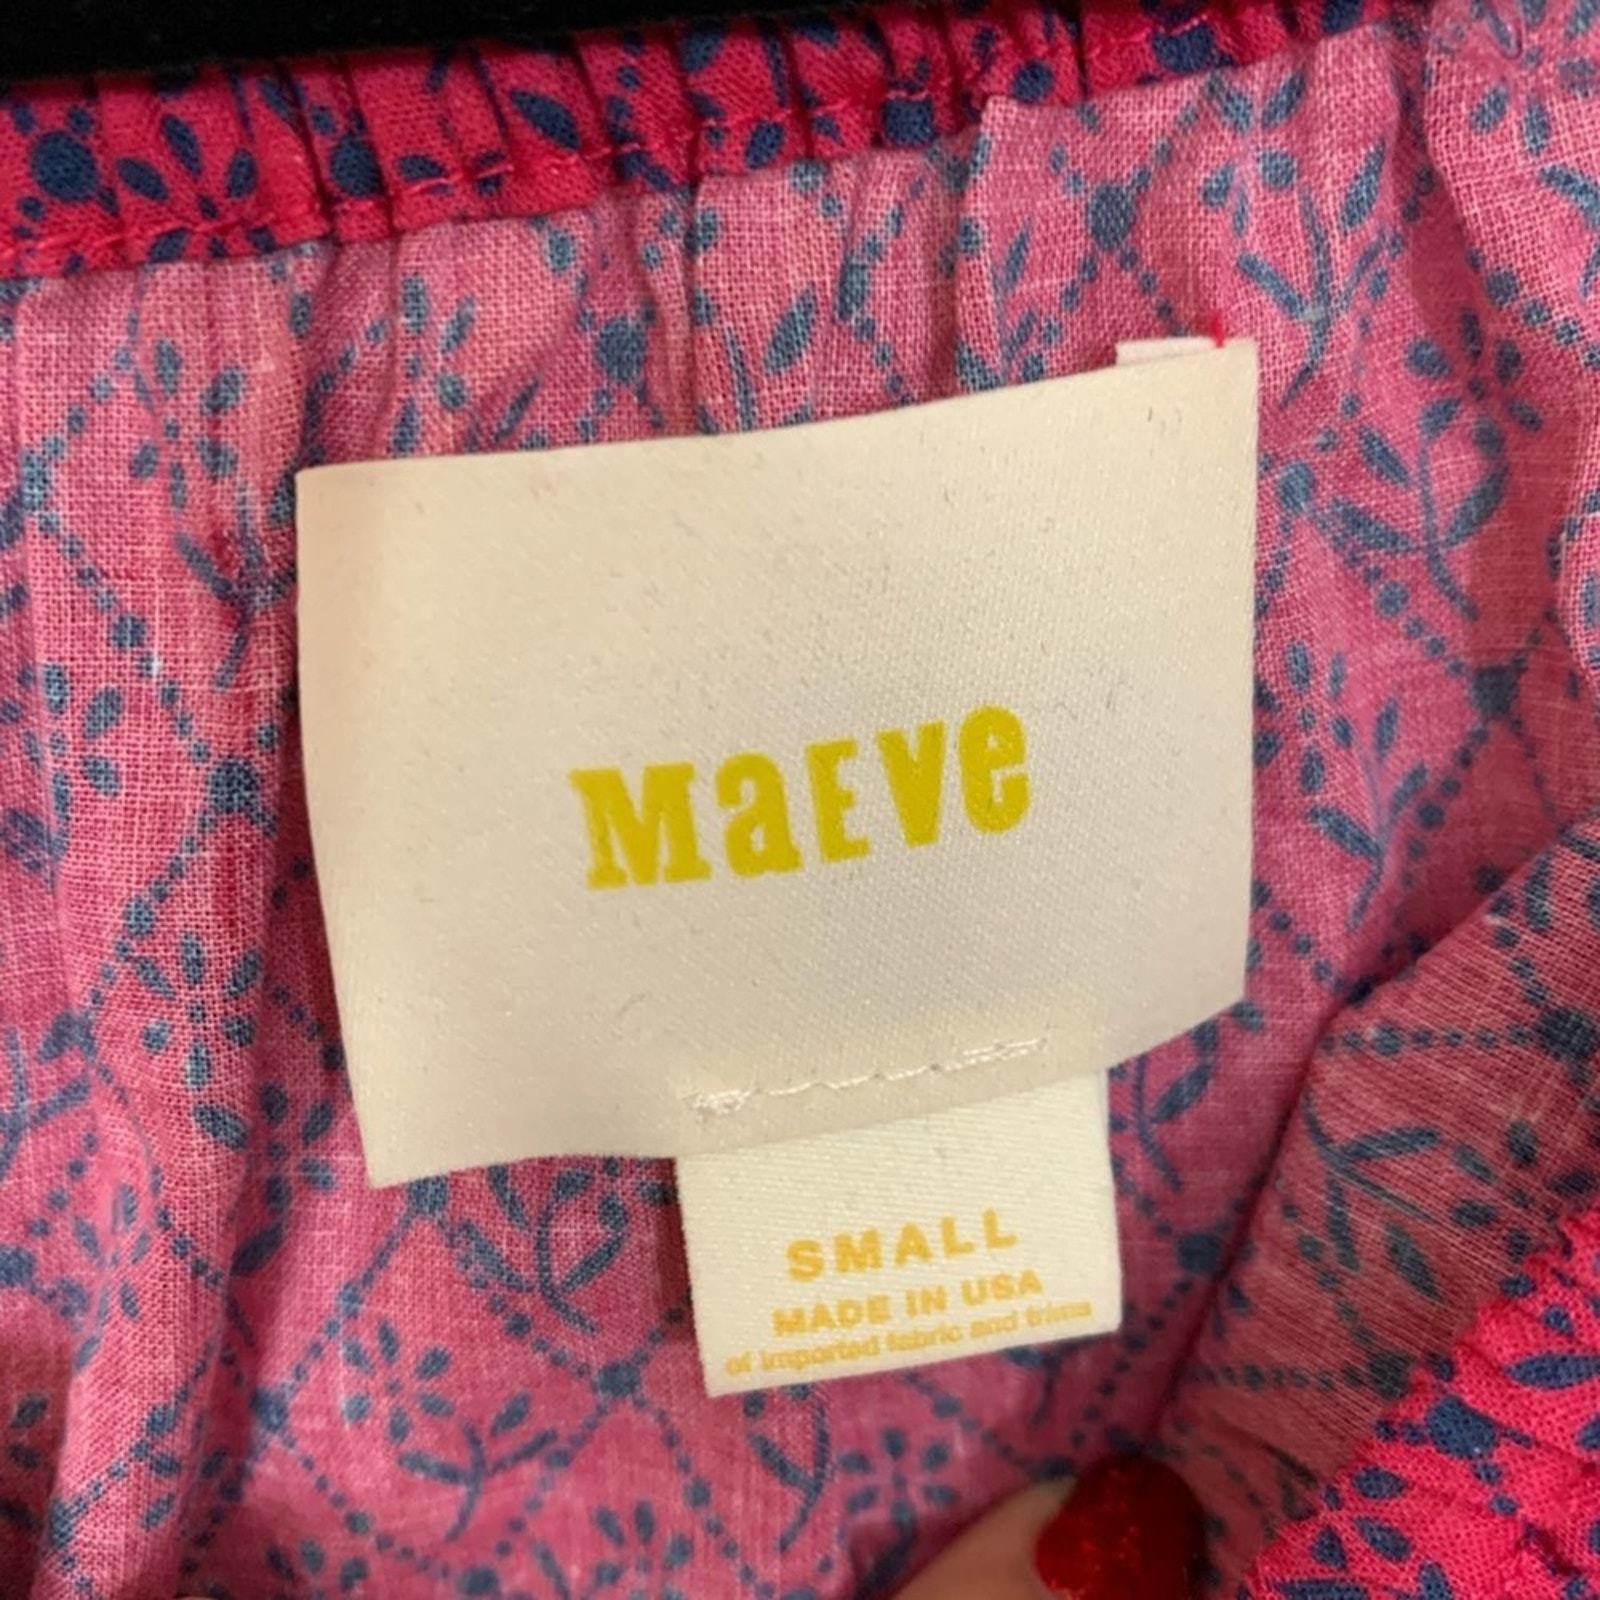 MaEVe
SMALL
MADE IN USA
of imported fabric and trims